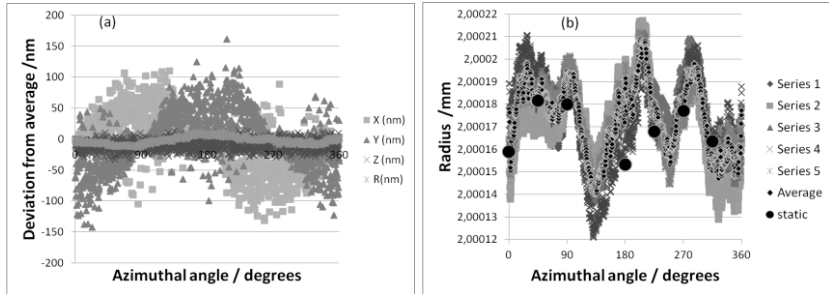 (a)
Deviation from average /nm
200
150
100
50
0
-50
-100
-150
-200
0 90 180 270 360
Azimuthal angle / degrees
X (nm)
Y (nm)
Z (nm)
R(nm)
(b)
Radius /mm
2,00022
2,00021
2,0002
2,00019
2,00018
2,00017
2,00016
2,00015
2,00014
2,00013
2,00012
0 90 180 270 360
Azimuthal angle / degrees
Series 1
Series 2
Series 3
Series 4
Series 5
Average
static